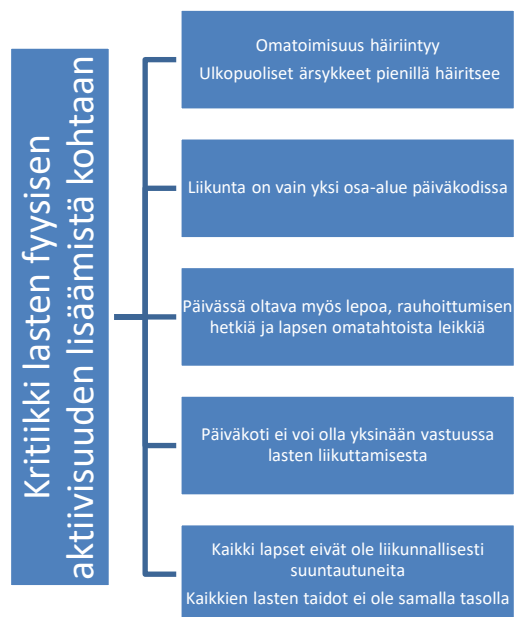 Kritiikki lasten fyysisen
aktiivisuuden lisäämistä kohtaan
Omatoimisuus häiriintyy
Ulkopuoliset ärsykkeet pienillä häiritsee
Liikunta on vain yksi osa-alue päiväkodissa
Päivässä oltava myös lepoa, rauhoittumisen
hetkiä ja lapsen omatahtoista leikkiä
Päiväkoti ei voi olla yksinään vastuussa
lasten liikuttamisesta
Kaikki lapset eivät ole liikunnallisesti
suuntautuneita
Kaikkien lasten taidot ei ole samalla tasolla